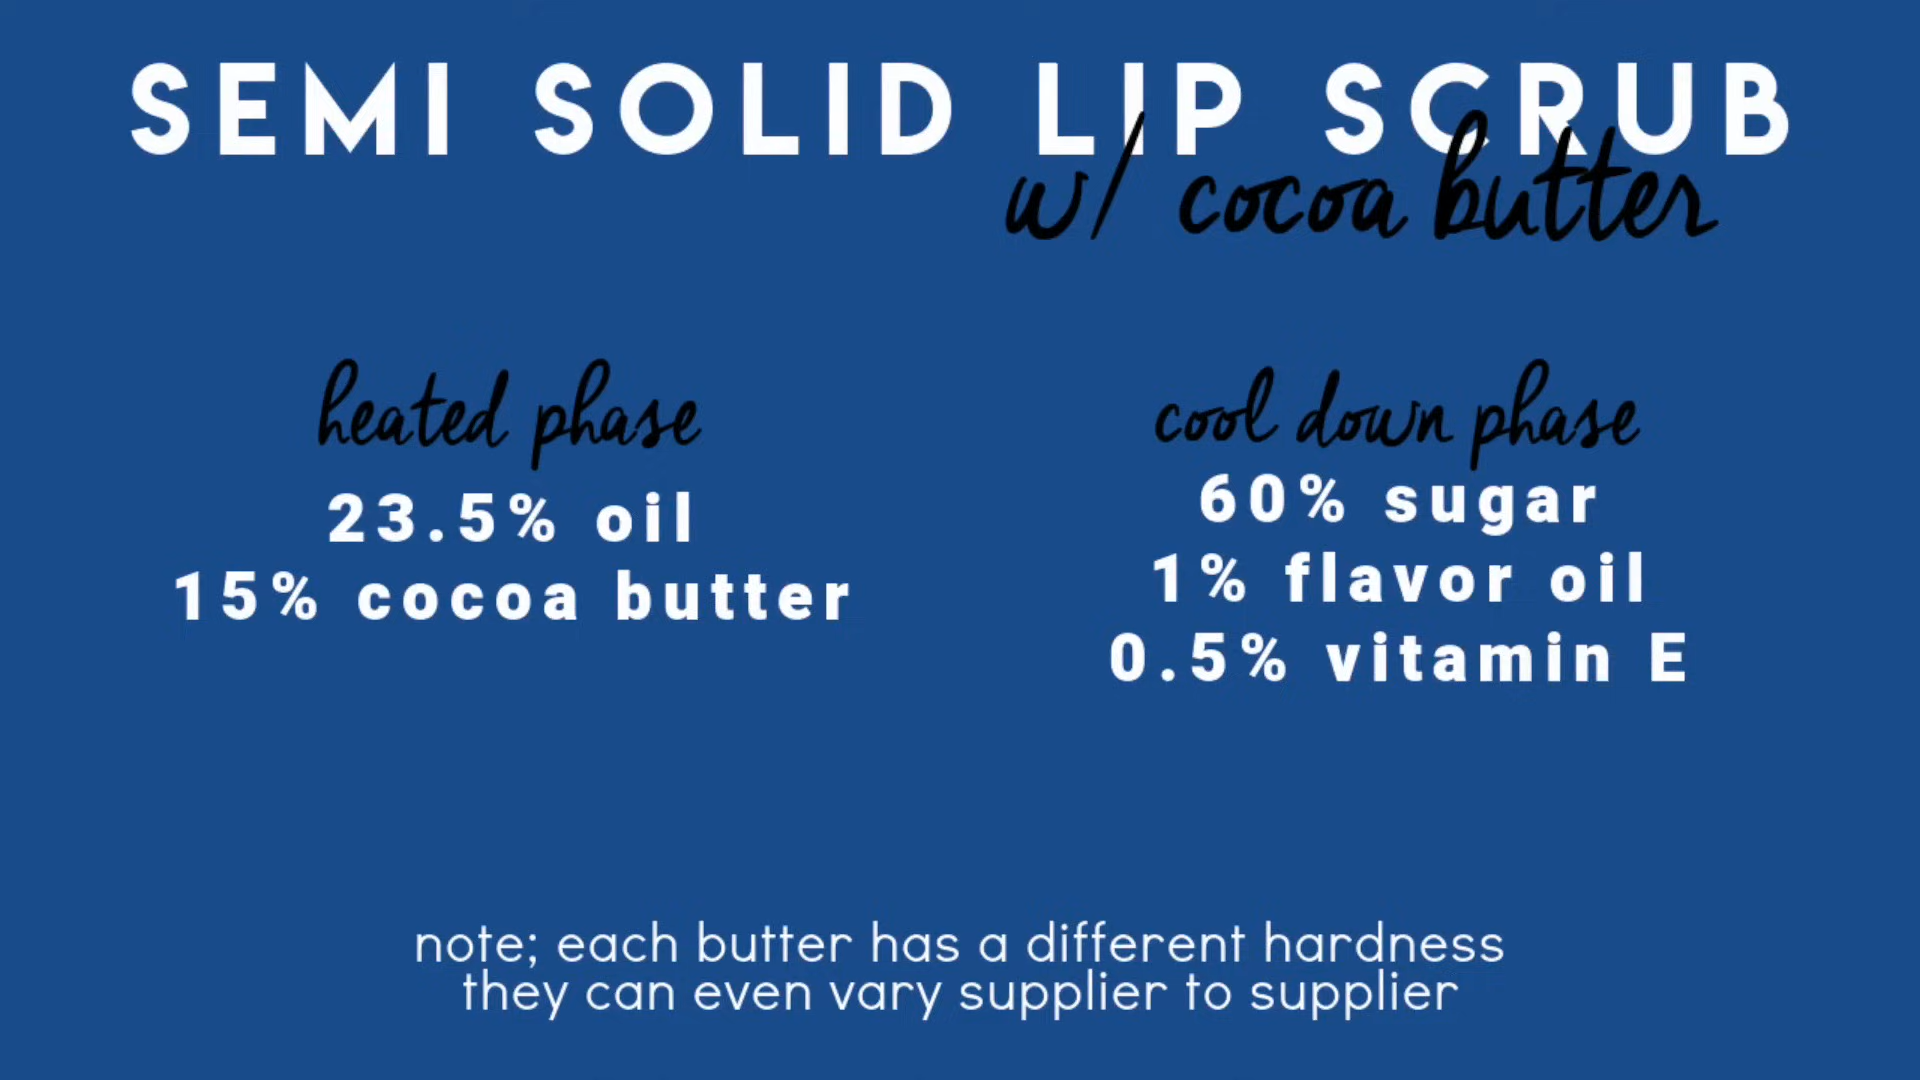 SEMI SOLID LIP SCRUB
w/ cocoa butter
heated phase
23.5% oil
15% cocoa butter
cool down phase
60% sugar
1% flavor oil
0.5% vitamin E
note; each butter has a different hardness
they can even vary supplier to supplier